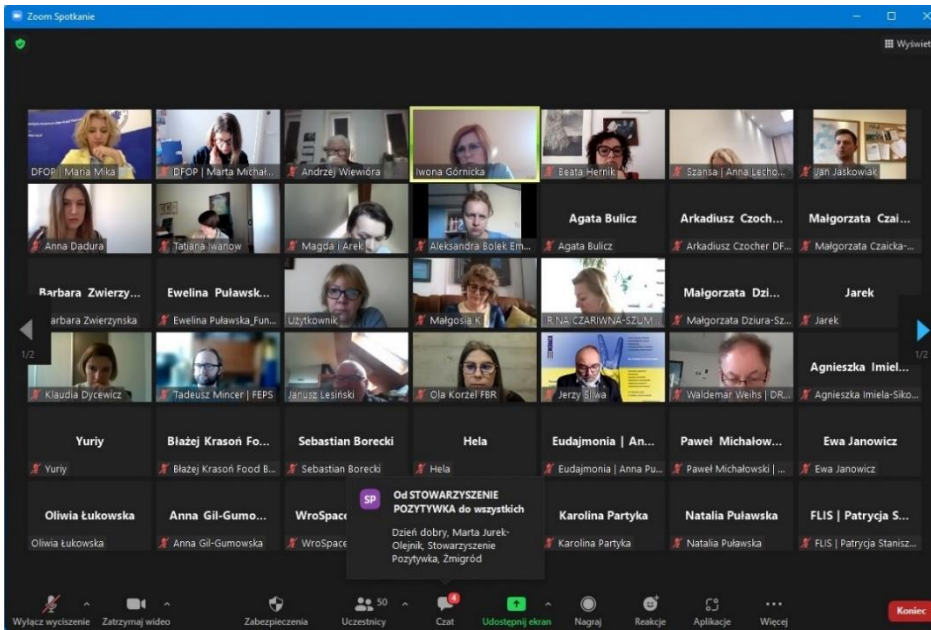 Zoom Spotkanie
Wyświetl
DFOP | Maria Mika
DFOP | Marta Michał...
Andrzej Wiewióra
Iwona Górnicka
Beata Hernik
Szansa | Anna Lecho...
Jan Jaskowiak
Anna Dadura
Tatiana Iwanow
Magda i Arek
Aleksandra Bolek Em...
Agata Bulicz
Agata Bulicz
Arkadiusz Czoch...
Arkadiusz Czocher DF...
Małgorzata Czai...
Małgorzata Czaicka-...
Barbara Zwierzy...
arbara Zwierzynska
Ewelina Puławsk...
Ewelina Puławska_Fun...
Użytkownik
Małgosia K
IRINA CZARIWNA-SZUM...
Małgorzata Dzi...
Małgorzata Dziura-Sz...
Jarek
Jarek
1/2
1/2
Klaudia Dycewicz
Tadeusz Mincer | FEPS
Janusz Lesiński
Ola Korzel FBR
Jerzy Śliwa
Waldemar Weihs | DR...
Agnieszka Imiel...
Agnieszka Imiela-Siko...
Yuriy
Yuriy
Błażej Krasoń Fo...
Błażej Krasoń Food B...
Sebastian Borecki
Sebastian Borecki
Hela
Hela
Eudajmonia | An...
Eudajmonia | Anna Pu...
Paweł Michałow...
Paweł Michałowski | ...
Ewa Janowicz
Ewa Janowicz
Oliwia Łukowska
Oliwia Łukowska
Anna Gil-Gumo...
Anna Gil-Gumowska
WroSpace
WroSpace
SP
Od STOWARZYSZENIE
POZYTYWKA do wszystkich
Dzień dobry, Marta Jurek-
Olejnik, Stowarzyszenie
Pozytywka, Żmigród
Karolina Partyka
Karolina Partyka
Natalia Puławska
Natalia Puławska
FLIS | Patrycja S...
FLIS | Patrycja Stanisz...
Wyłącz wyciszenie
Zatrzymaj wideo
Zabezpieczenia
50
Uczestnicy
4
Czat
Udostępnij ekran
Nagraj
Reakcje
Aplikacje
Więcej
Koniec